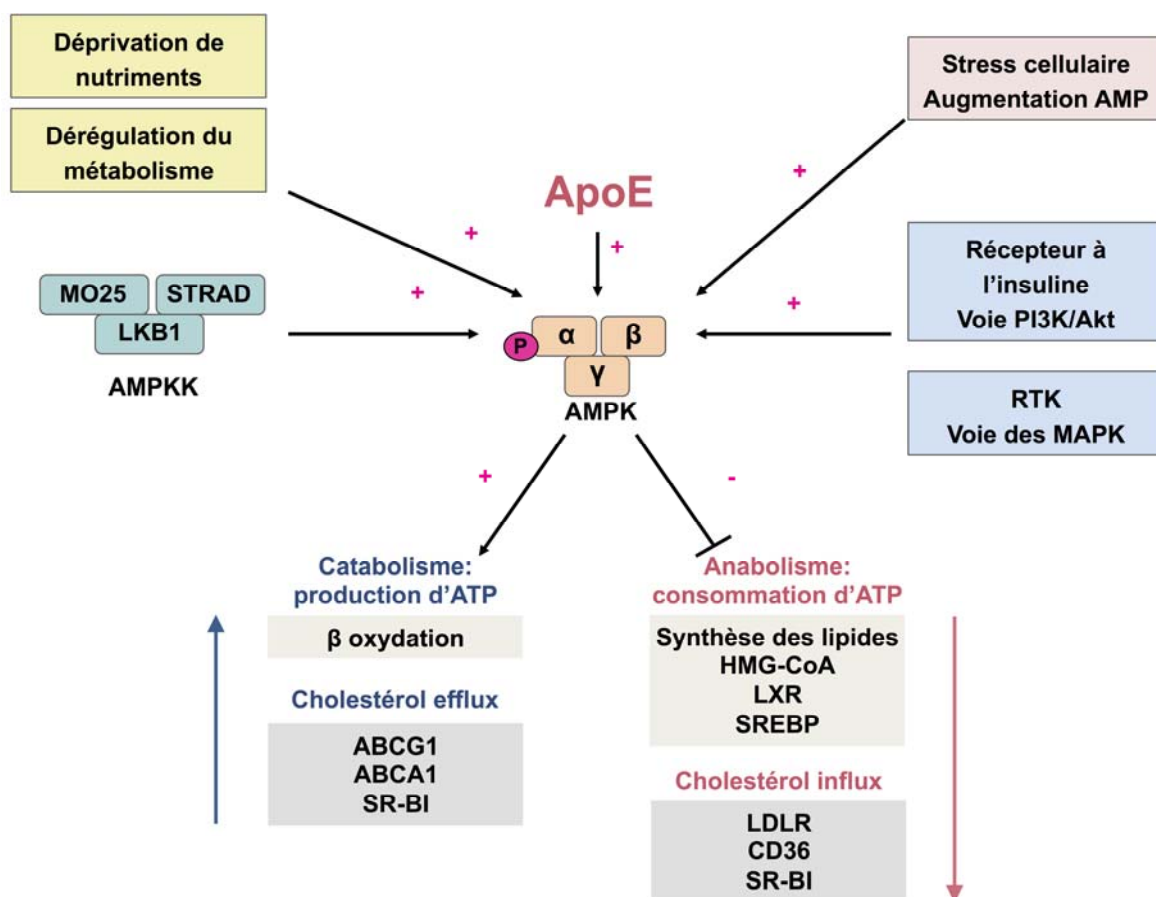 Déprivation de
nutriments
Dérégulation du
métabolisme
Stress cellulaire
Augmentation AMP
ApoE
+
+
+
+
+
MO25
STRAD
LKB1
AMPKK
Récepteur à
l'insuline
Voie PI3K/Akt
RTK
Voie des MAPK
P
α
β
γ
AMPK
+
-
Catabolisme:
production d'ATP
β oxydation
Cholestérol efflux
ABCG1
ABCA1
SR-BI
Anabolisme:
consommation d'ATP
Synthèse des lipides
HMG-CoA
LXR
SREBP
Cholestérol influx
LDLR
CD36
SR-BI